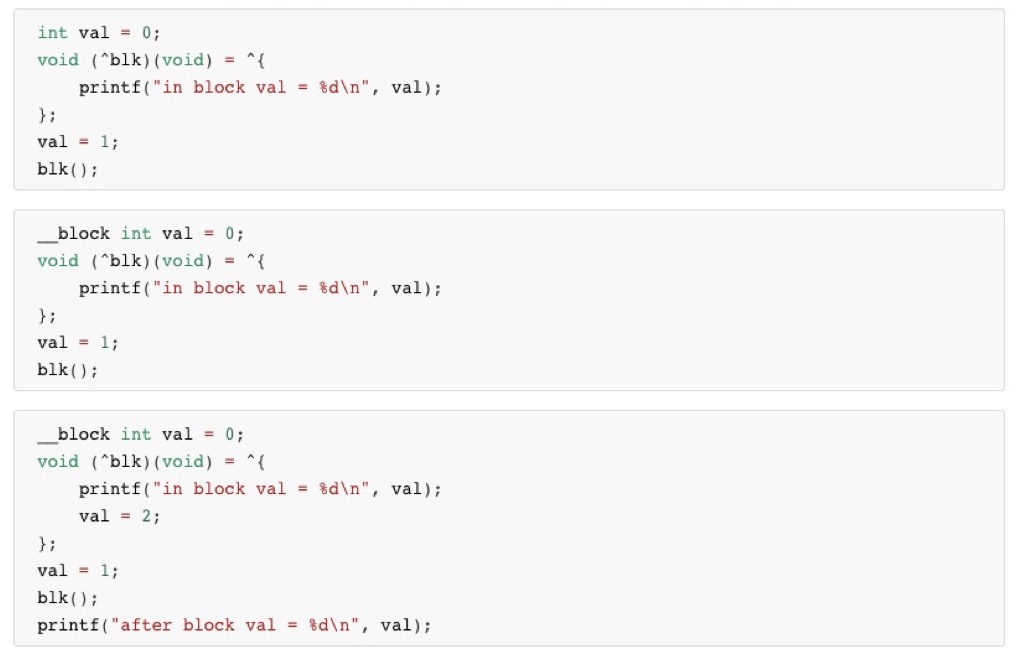 int val = 0;
void (^blk)(void) = ^{
    printf("in block val = %d\n", val);
};
val = 1;
blk();
__block int val = 0;
void (^blk)(void) = ^{
    printf("in block val = %d\n", val);
};
val = 1;
blk();
__block int val = 0;
void (^blk)(void) = ^{
    printf("in block val = %d\n", val);
    val = 2;
};
val = 1;
blk();
printf("after block val = %d\n", val);